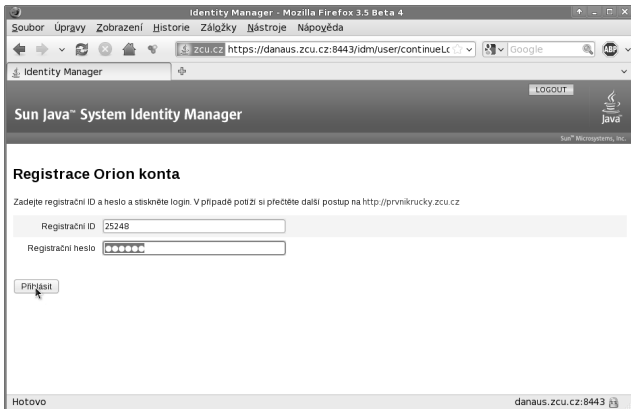 Identity Manager - Mozilla Firefox 3.5 Beta 4
Soubor Úpravy Zobrazení Historie Záložky Nástroje Nápověda
zcu.cz https://danaus.zcu.cz:8443/idm/user/continueLo
Google
ABP
Identity Manager
LOGOUT
Sun Java™ System Identity Manager
Java
Sun™ Microsystems, Inc.
Registrace Orion konta
Zadejte registrační ID a heslo a stiskněte login. V případě potíží si přečtěte další postup na http://prvnikrucky.zcu.cz
Registrační ID 25248
Registrační heslo ●●●●●●
Přihlásit
Hotovo danaus.zcu.cz:8443